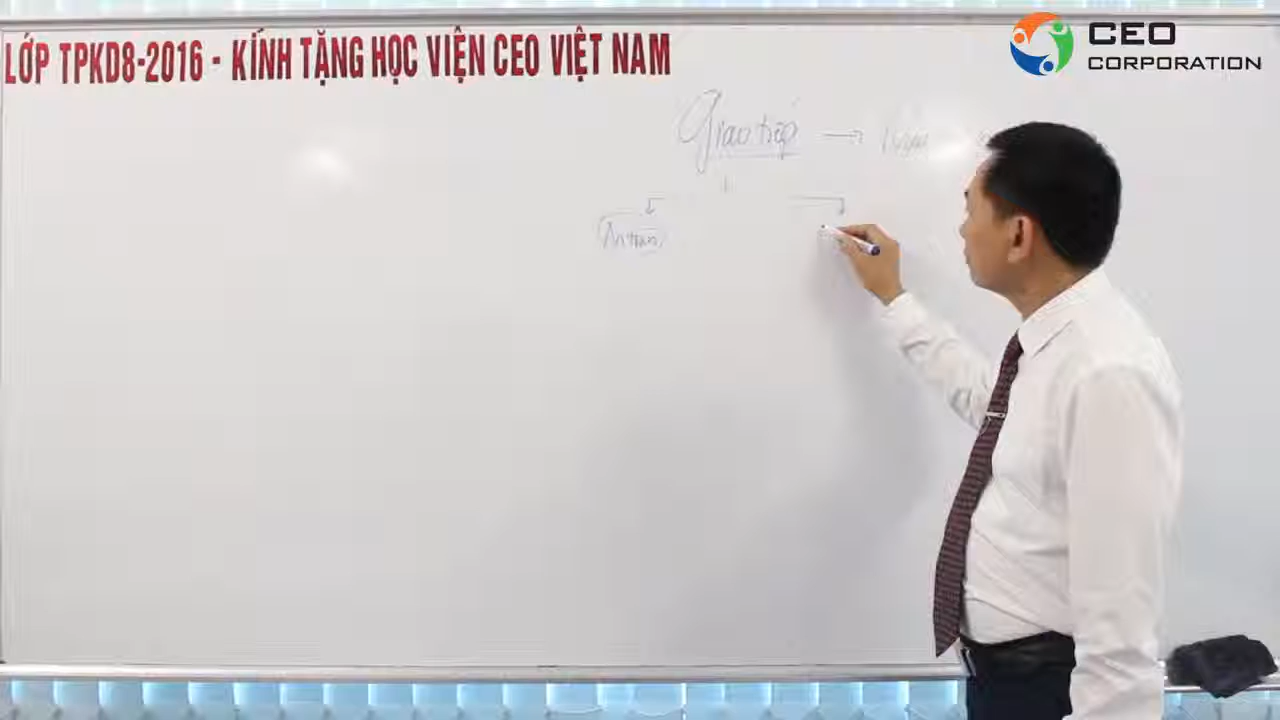 LỚP TPKD8-2016 - KÍNH TẶNG HỌC VIỆN CEO VIỆT NAM
CEO
CORPORATION
Giao tiếp →